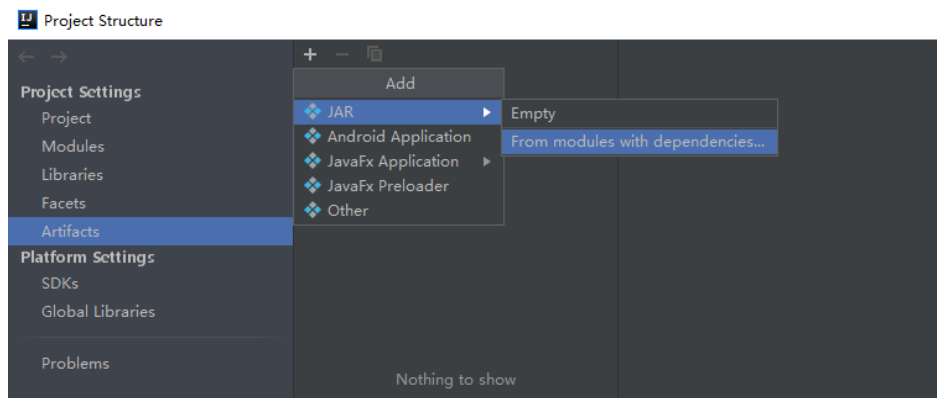 Project Structure
Project Settings
Project
Modules
Libraries
Facets
Artifacts
Platform Settings
SDKs
Global Libraries
Problems
Add
JAR
Android Application
JavaFx Application
JavaFx Preloader
Other
Empty
From modules with dependencies...
Nothing to show